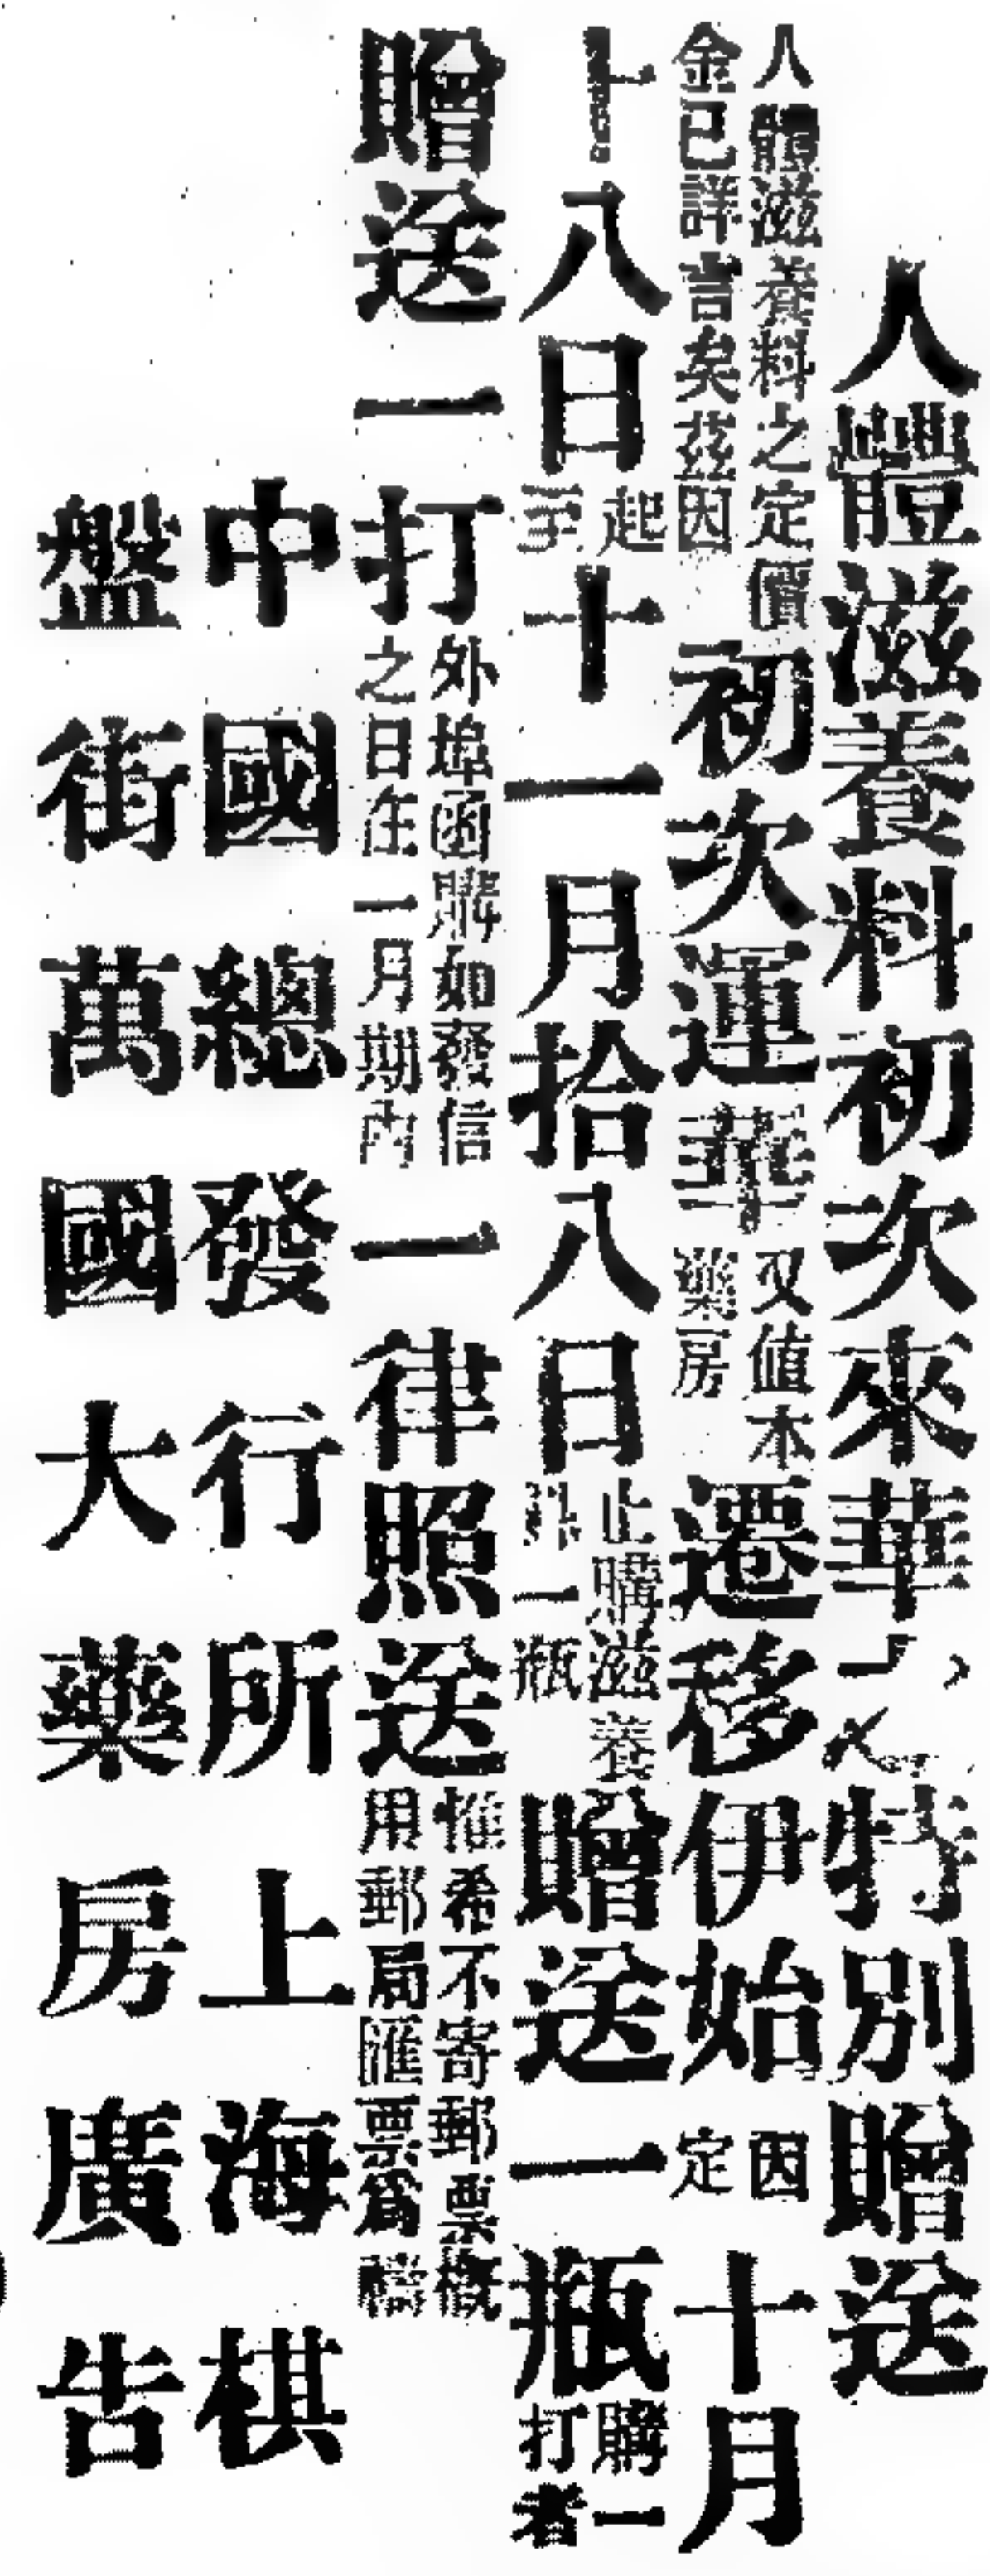 人體滋養料初次來華 特別贈送
人體滋養料之定價
金已詳言矣茲因
初次運華
又值本
藥房
遷移伊始
因
定
十月
十八日
起
至
十一月拾八日
止購滋養
料一瓶
贈送一瓶
購一
打者
贈送一打
外埠函購如發信
之日在一月期內
一律照送
惟希不寄郵票概
用郵局匯票爲禱
中國總發行所上海棋
盤街萬國大藥房廣告